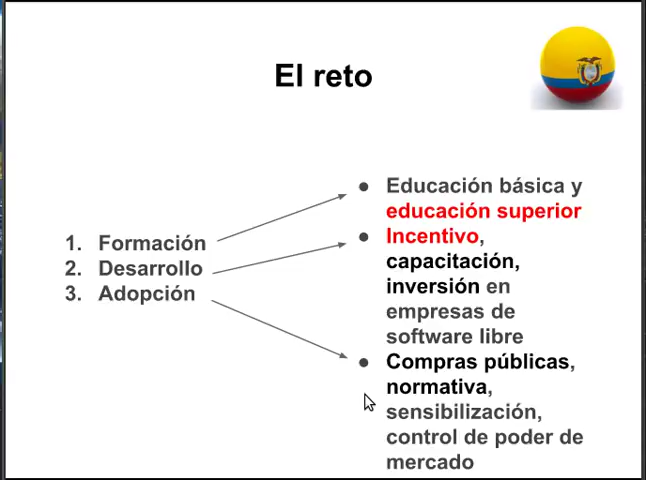 El reto
1. Formación
2. Desarrollo
3. Adopción
● Educación básica y
educación superior
● Incentivo,
capacitación,
inversión en
empresas de
software libre
● Compras públicas,
normativa,
sensibilización,
control de poder de
mercado